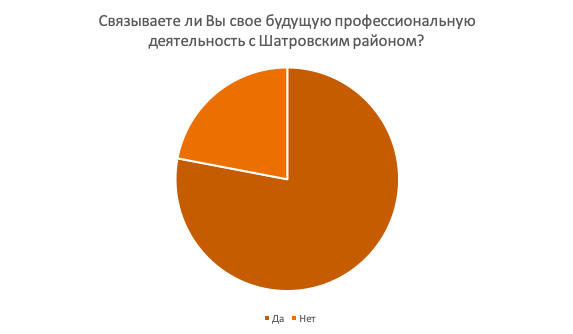 Связываете ли Вы свое будущую профессиональную
деятельность с Шатровским районом?
Да Нет